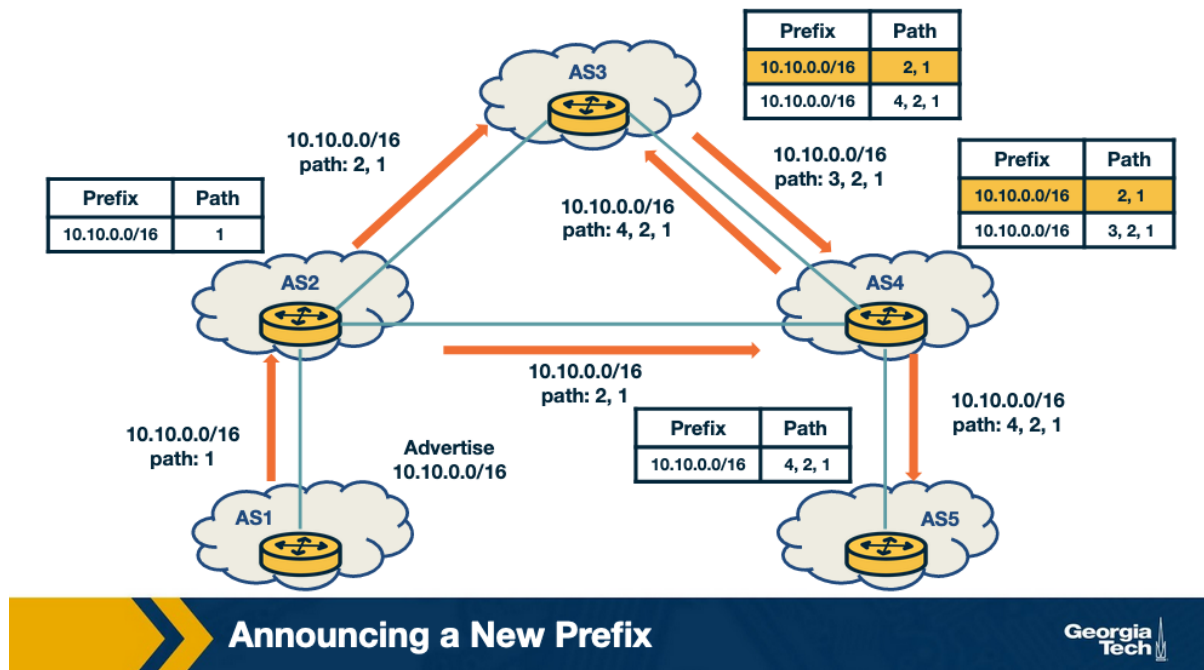 Prefix Path
10.10.0.0/16 2, 1
10.10.0.0/16 4, 2, 1
AS3
10.10.0.0/16
path: 2, 1
10.10.0.0/16
path: 3, 2, 1
Prefix Path
10.10.0.0/16 2, 1
10.10.0.0/16 3, 2, 1
Prefix Path
10.10.0.0/16 1
10.10.0.0/16
path: 4, 2, 1
AS2
AS4
10.10.0.0/16
path: 2, 1
10.10.0.0/16
path: 4, 2, 1
Prefix Path
10.10.0.0/16 4, 2, 1
10.10.0.0/16
path: 1
Advertise
10.10.0.0/16
AS1
AS5
Announcing a New Prefix
Georgia
Tech